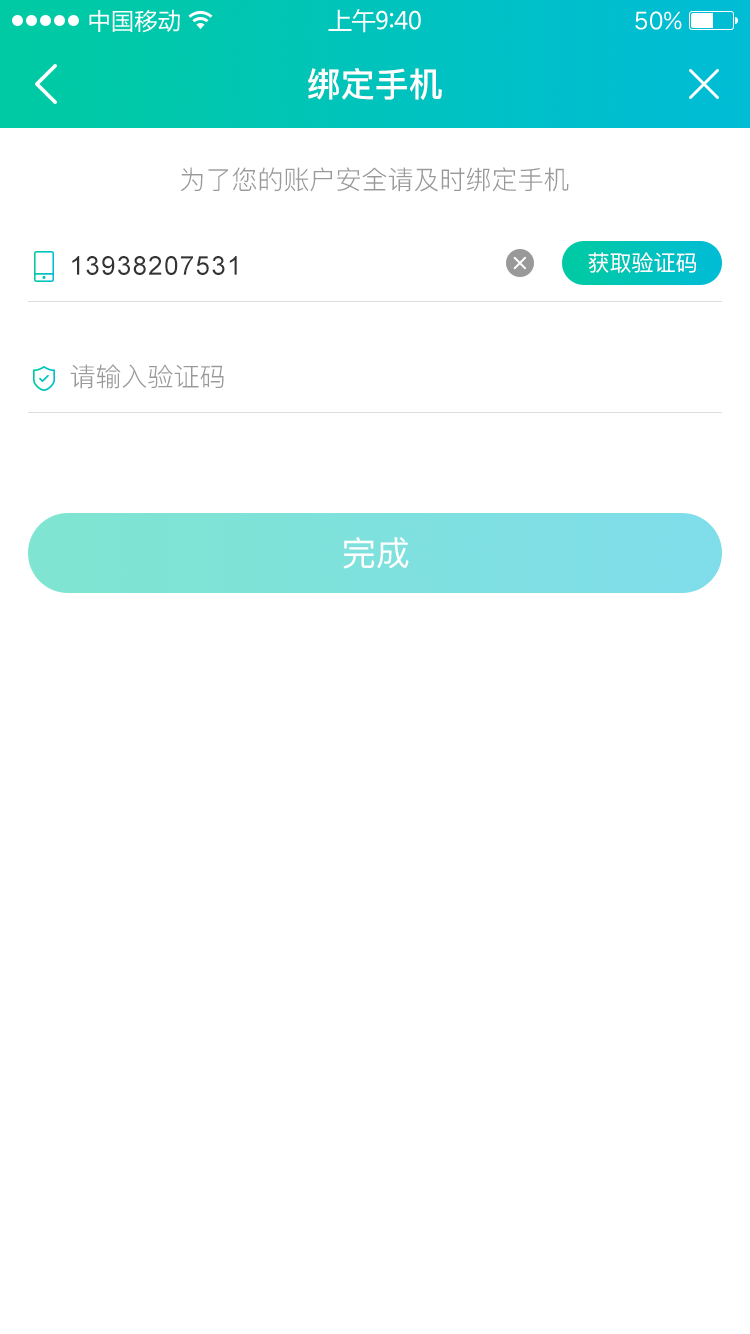 中国移动 上午9:40 50%
绑定手机
为了您的账户安全请及时绑定手机
13938207531 获取验证码
请输入验证码
完成